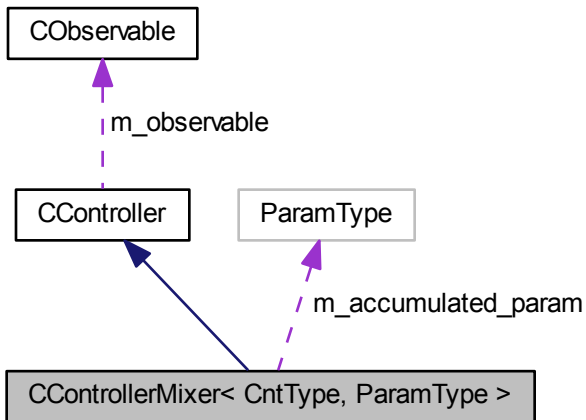 CObservable
m_observable
CController
ParamType
m_accumulated_param
CControllerMixer< CntType, ParamType >